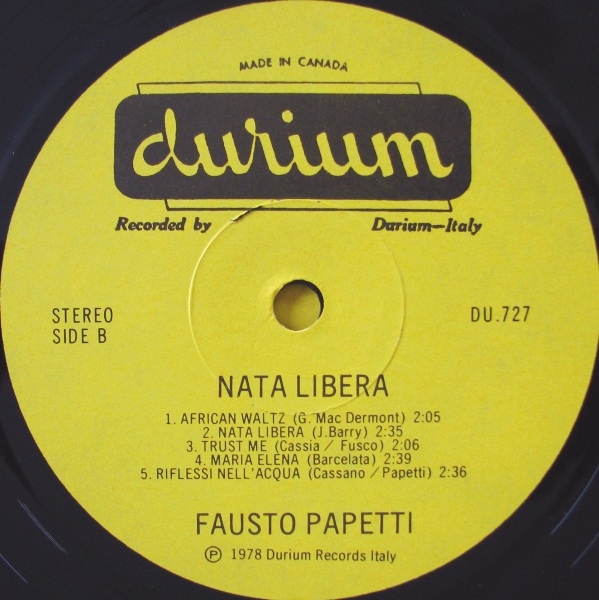 MADE IN CANADA
durium
Recorded by Durium—Italy
STEREO
SIDE B
DU.727
NATA LIBERA
1. AFRICAN WALTZ (G. Mac Dermont) 2:05
2. NATA LIBERA (J.Barry) 2:35
3. TRUST ME (Cassia / Fusco) 2:06
4. MARIA ELENA (Barcelata) 2:39
5. RIFLESSI NELL'ACQUA (Cassano / Papetti) 2:36
FAUSTO PAPETTI
℗ 1978 Durium Records Italy